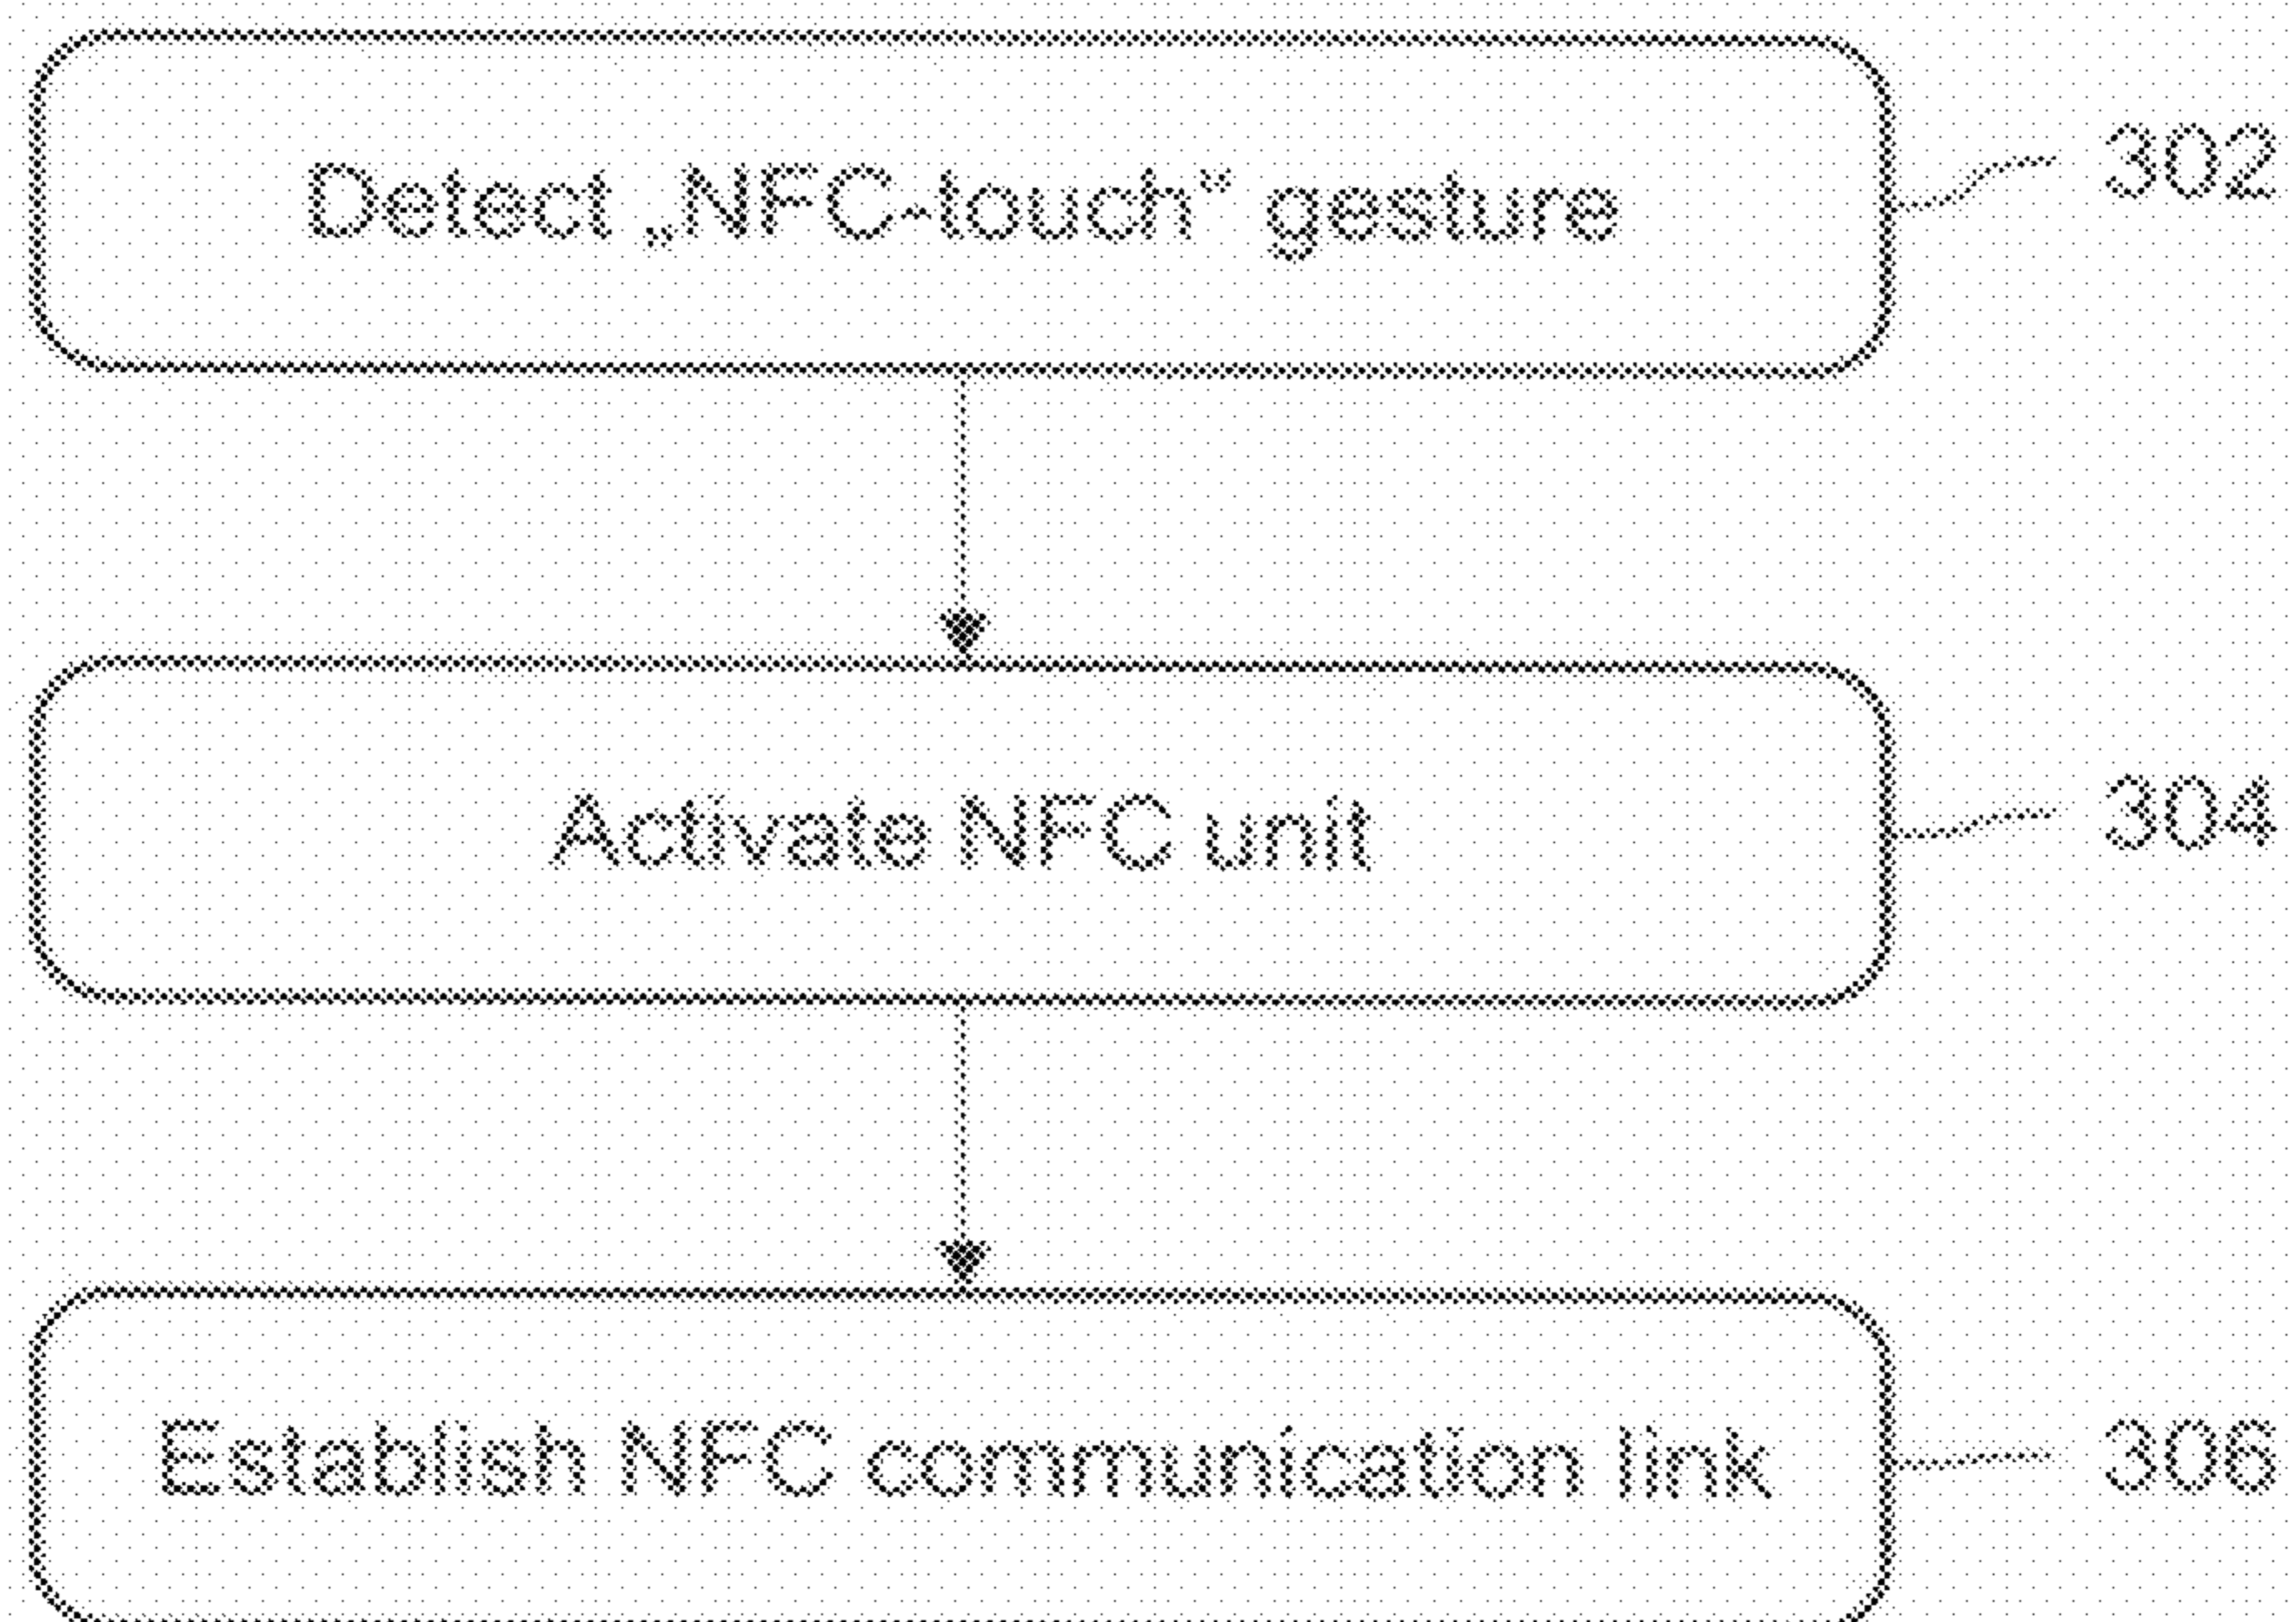 Detect „NFC-touch“ gesture
302
Activate NFC unit
304
Establish NFC communication link
306